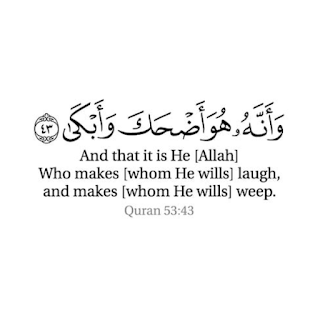 وَأَنَّهُۥ هُوَ أَضْحَكَ وَأَبْكَىٰ ٤٣
And that it is He [Allah]
Who makes [whom He wills] laugh,
and makes [whom He wills] weep.
Quran 53:43